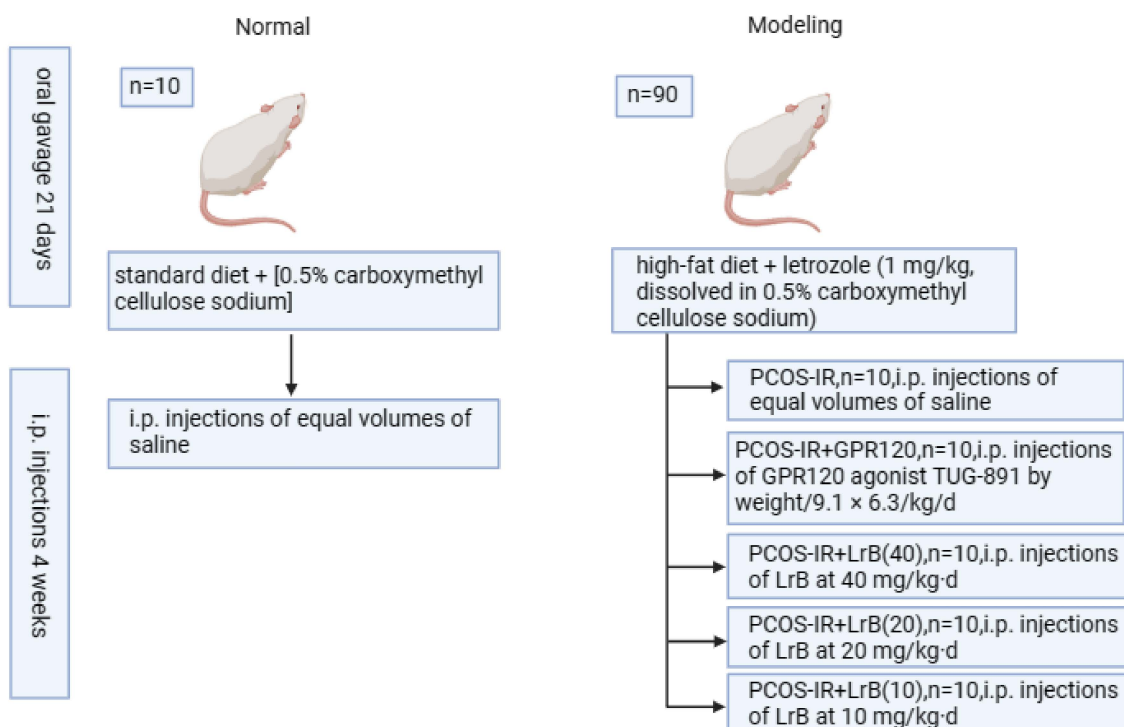 Normal
Modeling
oral gavage 21 days
n=10
n=90
standard diet + [0.5% carboxymethyl
cellulose sodium]
high-fat diet + letrozole (1 mg/kg,
dissolved in 0.5% carboxymethyl
cellulose sodium)
i.p. injections 4 weeks
i.p. injections of equal volumes of
saline
PCOS-IR,n=10,i.p. injections of
equal volumes of saline
PCOS-IR+GPR120,n=10,i.p. injections
of GPR120 agonist TUG-891 by
weight/9.1 × 6.3/kg/d
PCOS-IR+LrB(40),n=10,i.p. injections
of LrB at 40 mg/kg·d
PCOS-IR+LrB(20),n=10,i.p. injections
of LrB at 20 mg/kg·d
PCOS-IR+LrB(10),n=10,i.p. injections
of LrB at 10 mg/kg·d